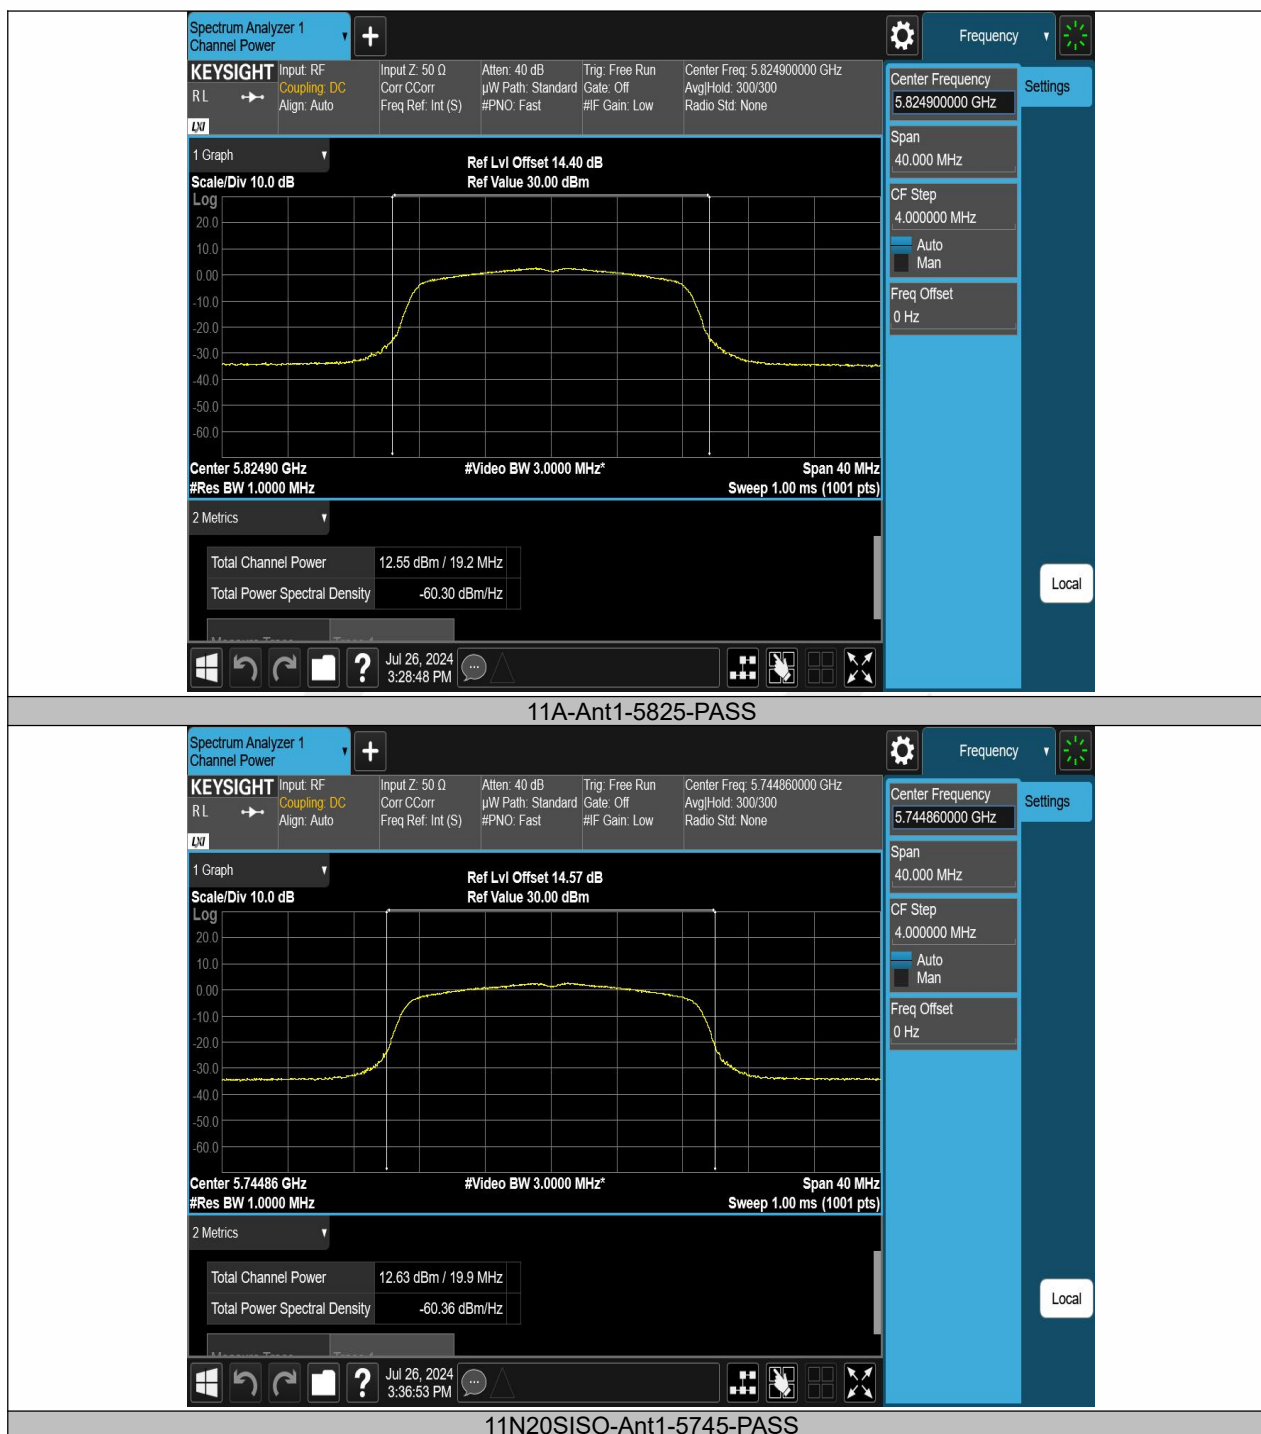 Spectrum Analyzer 1
Channel Power
Frequency
KEYSIGHT
R L
LXI
Input: RF
Coupling: DC
Align: Auto
Input Z: 50 Ω
Corr CCorr
Freq Ref: Int (S)
Atten: 40 dB
µW Path: Standard
#PNO: Fast
Trig: Free Run
Gate: Off
#IF Gain: Low
Center Freq: 5.824900000 GHz
Avg|Hold: 300/300
Radio Std: None
Center Frequency
5.824900000 GHz
Settings
Span
40.000 MHz
CF Step
4.000000 MHz
Auto
Man
Freq Offset
0 Hz
Local
1 Graph
Ref Lvl Offset 14.40 dB
Scale/Div 10.0 dB
Ref Value 30.00 dBm
Log
20.0
10.0
0.00
-10.0
-20.0
-30.0
-40.0
-50.0
-60.0
Center 5.82490 GHz
#Video BW 3.0000 MHz*
Span 40 MHz
#Res BW 1.0000 MHz
Sweep 1.00 ms (1001 pts)
2 Metrics
Total Channel Power 12.55 dBm / 19.2 MHz
Total Power Spectral Density -60.30 dBm/Hz
?
Jul 26, 2024
3:28:48 PM
11A-Ant1-5825-PASS
Spectrum Analyzer 1
Channel Power
Frequency
KEYSIGHT
R L
LXI
Input: RF
Coupling: DC
Align: Auto
Input Z: 50 Ω
Corr CCorr
Freq Ref: Int (S)
Atten: 40 dB
µW Path: Standard
#PNO: Fast
Trig: Free Run
Gate: Off
#IF Gain: Low
Center Freq: 5.744860000 GHz
Avg|Hold: 300/300
Radio Std: None
Center Frequency
5.744860000 GHz
Settings
Span
40.000 MHz
CF Step
4.000000 MHz
Auto
Man
Freq Offset
0 Hz
Local
1 Graph
Ref Lvl Offset 14.57 dB
Scale/Div 10.0 dB
Ref Value 30.00 dBm
Log
20.0
10.0
0.00
-10.0
-20.0
-30.0
-40.0
-50.0
-60.0
Center 5.74486 GHz
#Video BW 3.0000 MHz*
Span 40 MHz
#Res BW 1.0000 MHz
Sweep 1.00 ms (1001 pts)
2 Metrics
Total Channel Power 12.63 dBm / 19.9 MHz
Total Power Spectral Density -60.36 dBm/Hz
?
Jul 26, 2024
3:36:53 PM
11N20SISO-Ant1-5745-PASS